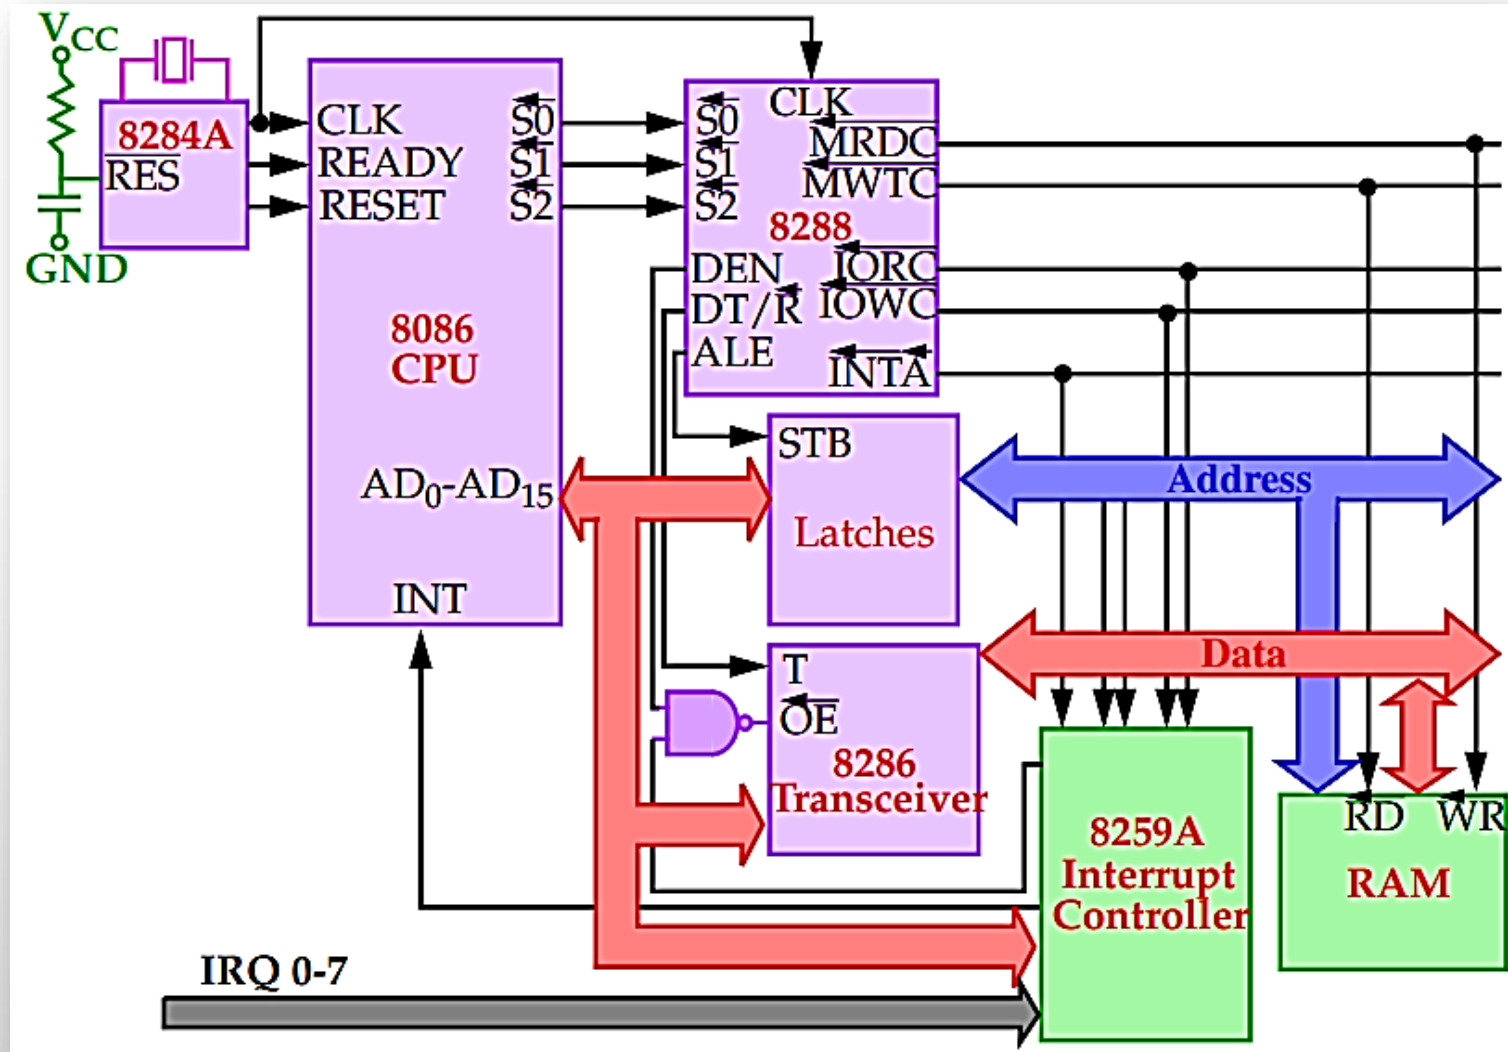 VCC
8284A
RES
GND
CLK
READY
RESET
S0
S1
S2
8086
CPU
AD0-AD15
INT
CLK
S0
S1
S2
MRDC
MWTC
8288
DEN
DT/R
ALE
IORC
IOWC
INTA
STB
Latches
Address
T
OE
8286
Transceiver
Data
8259A
Interrupt
Controller
RD
WR
RAM
IRQ 0-7